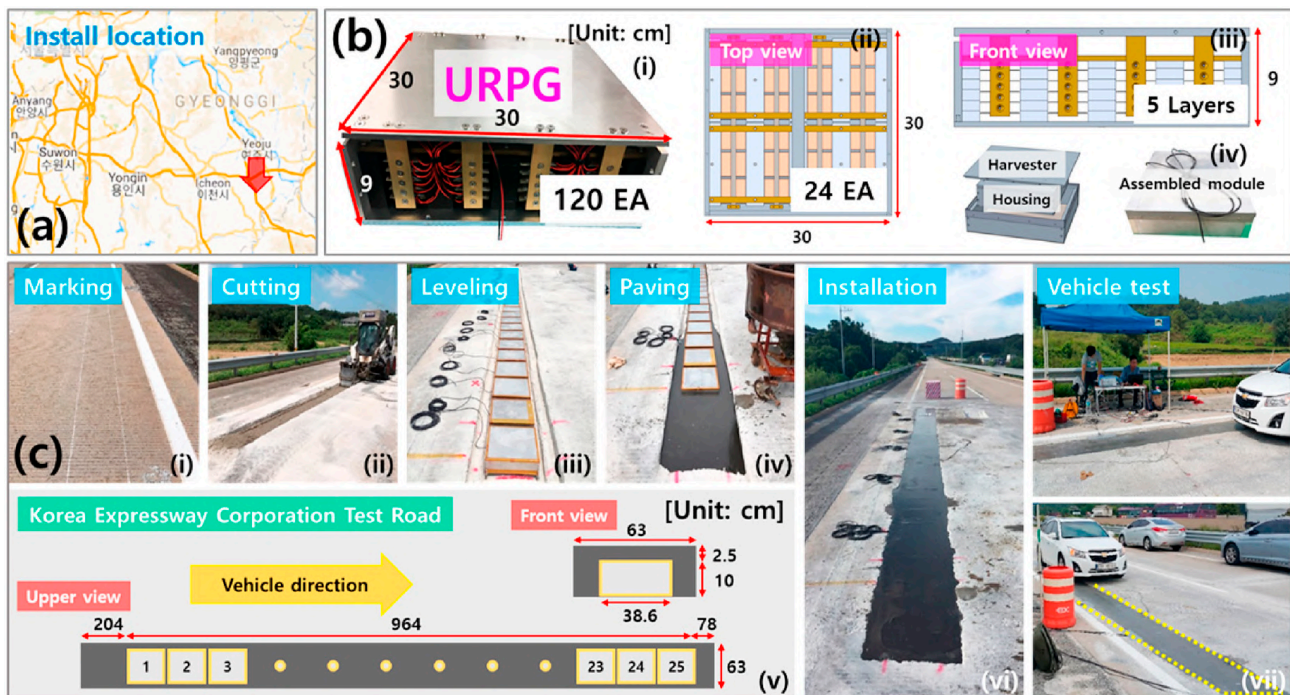 Install location
Yangpyeong
양평군
GYEONGGI
Anyang
안양시
Suwon
수원시
Yongin
용인시
Icheon
이천시
Yeoju
(a)
(b)
[Unit: cm]
(i)
URPG
30
30
9
120 EA
Top view
(ii)
24 EA
30
30
Front view
(iii)
5 Layers
9
(iv)
Harvester
Housing
Assembled module
(c)
Marking
(i)
Cutting
(ii)
Leveling
(iii)
Paving
(iv)
Installation
(vi)
Vehicle test
(vii)
Korea Expressway Corporation Test Road
[Unit: cm]
Front view
63
2.5
10
38.6
Vehicle direction
Upper view
204
964
78
1
2
3
23
24
25
63
(v)